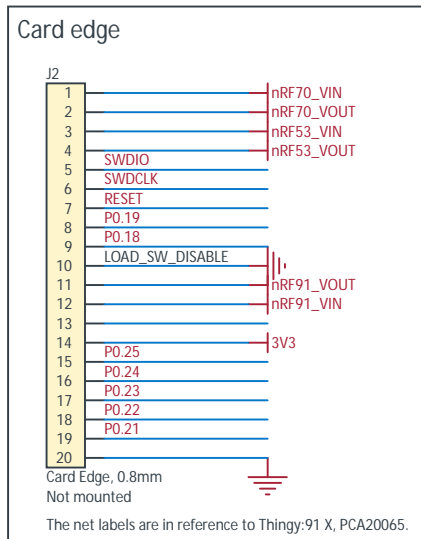 Card edge
J2
1 nRF70_VIN
2 nRF70_VOUT
3 nRF53_VIN
4 nRF53_VOUT
SWDIO
5
SWDCLK
6
RESET
7
P0.19
8
P0.18
9
LOAD_SW_DISABLE
10
11 nRF91_VOUT
12 nRF91_VIN
13
14 3V3
P0.25
15
P0.24
16
P0.23
17
P0.22
18
P0.21
19
20
Card Edge, 0.8mm
Not mounted
The net labels are in reference to Thingy:91 X, PCA20065.